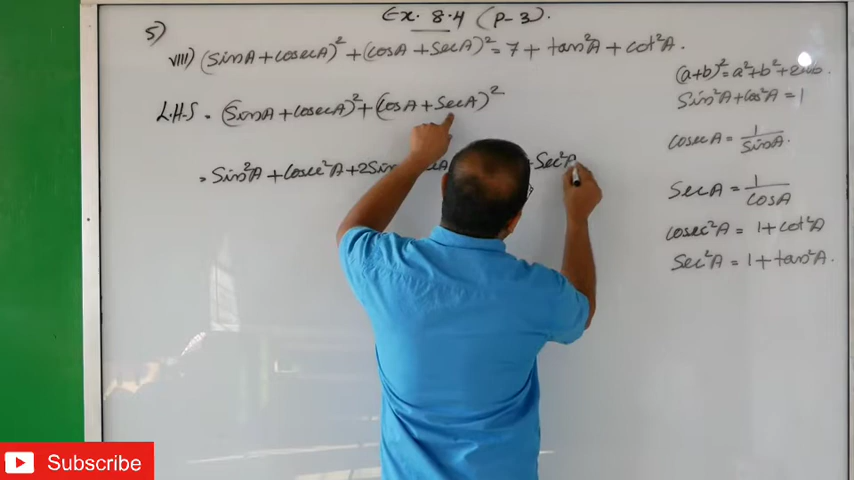 Ex. 8.4 (P-3).
5)
viii) (sinA + cosecA)² + (cosA + secA)² = 7 + tan²A + cot²A.
L.H.S = (SinA + cosecA)² + (cosA + SecA)²
= Sin²A + cosec²A + 2Sin Sec²A
(a+b)² = a² + b² + 2ab.
Sin²A + cos²A = 1
cosecA = 1/SinA.
SecA = 1/cosA
cosec²A = 1 + cot²A
Sec²A = 1 + tan²A.
Subscribe